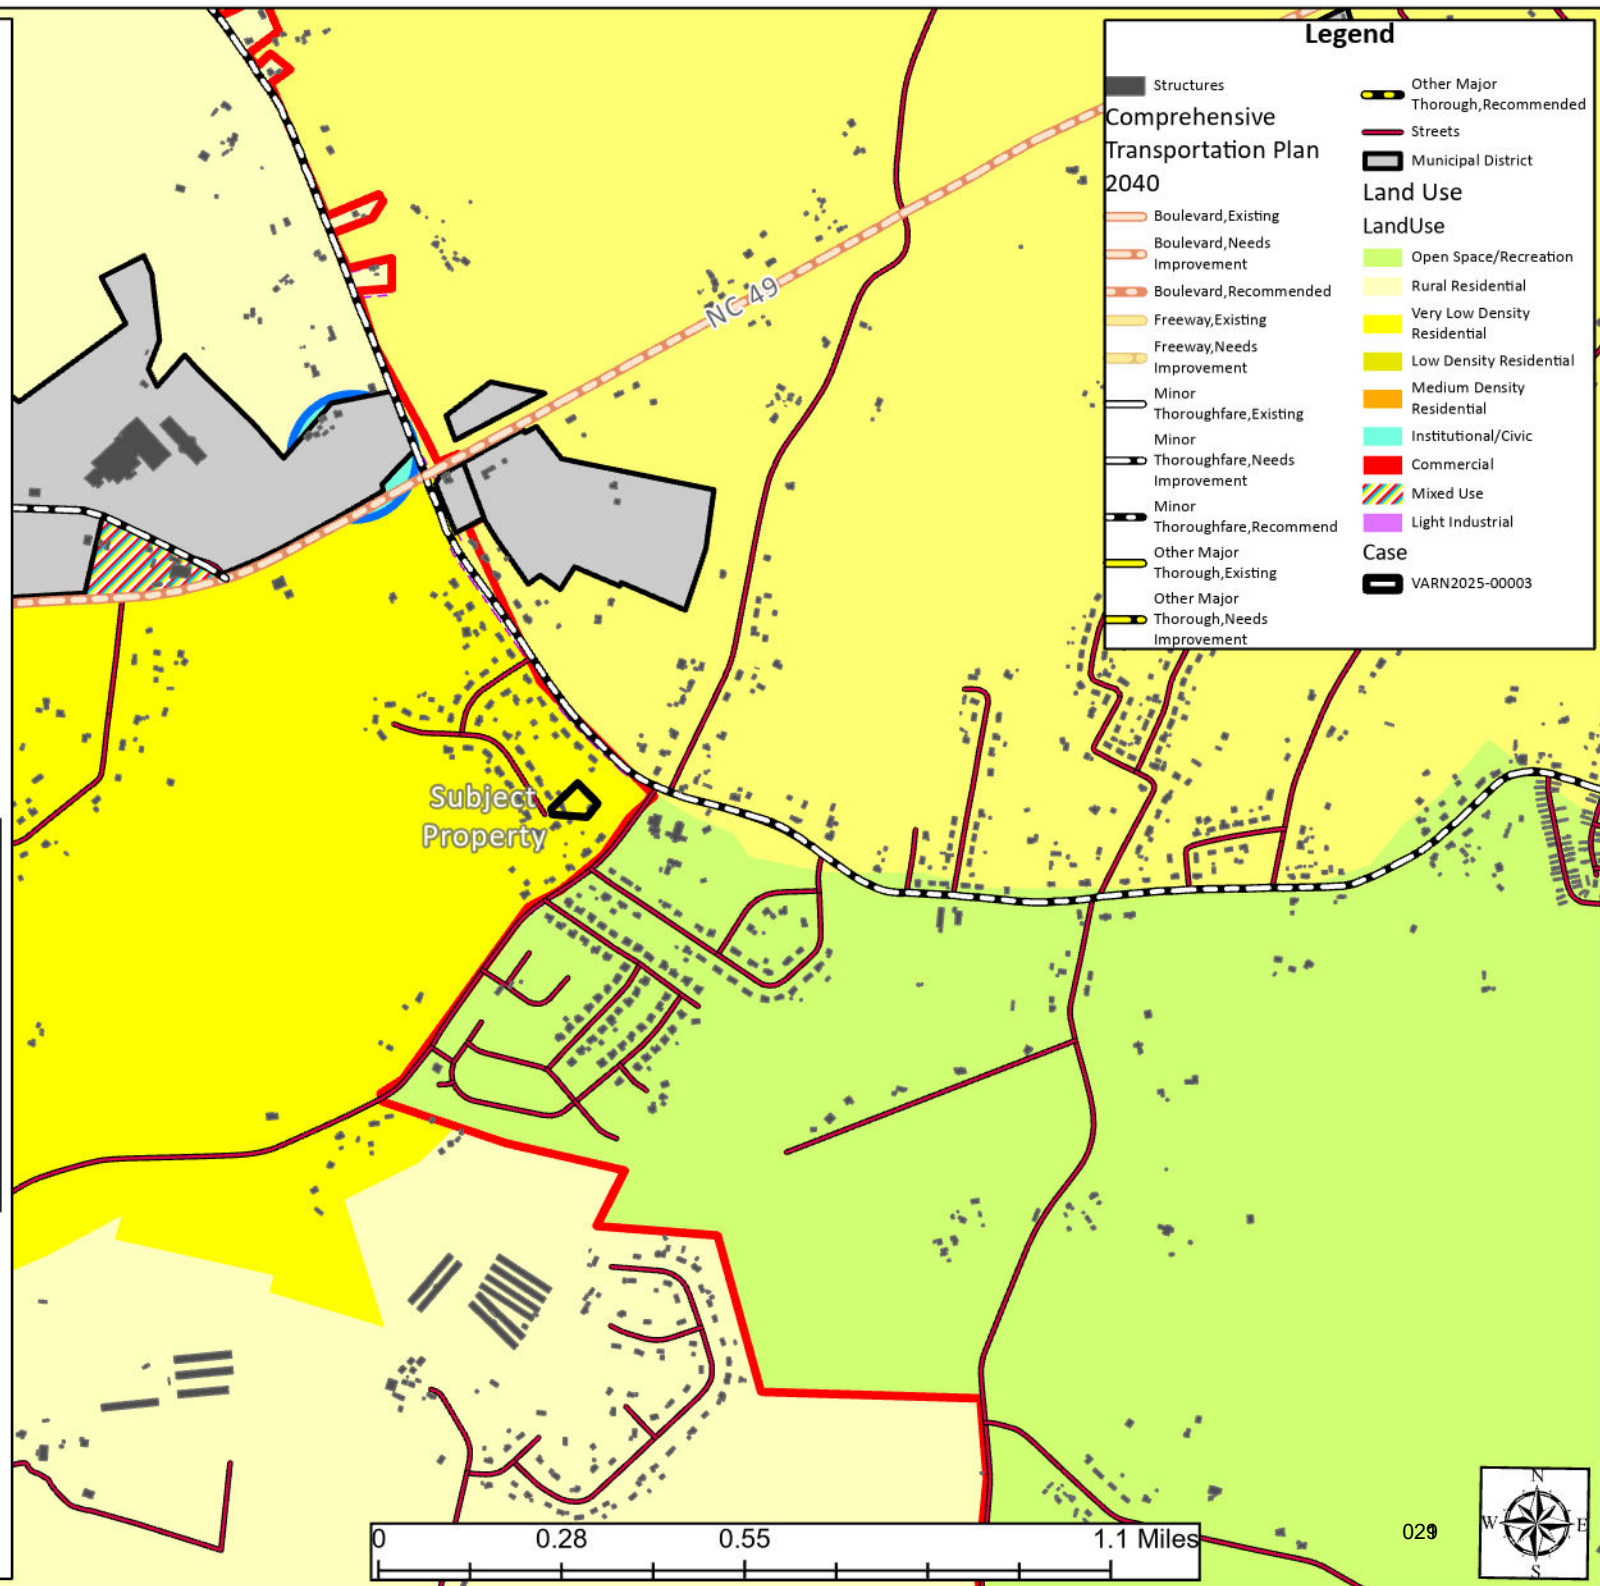 Legend
Structures
Comprehensive
Transportation Plan
2040
Boulevard,Existing
Boulevard,Needs
Improvement
Boulevard,Recommended
Freeway,Existing
Freeway,Needs
Improvement
Minor
Thoroughfare,Existing
Minor
Thoroughfare,Needs
Improvement
Minor
Thoroughfare,Recommend
Other Major
Thorough,Existing
Other Major
Thorough,Needs
Improvement
Other Major
Thorough,Recommended
Streets
Municipal District
Land Use
LandUse
Open Space/Recreation
Rural Residential
Very Low Density
Residential
Low Density Residential
Medium Density
Residential
Institutional/Civic
Commercial
Mixed Use
Light Industrial
Case
VARN2025-00003
NC 49
Subject
Property
0 0.28 0.55 1.1 Miles
N
W E
S